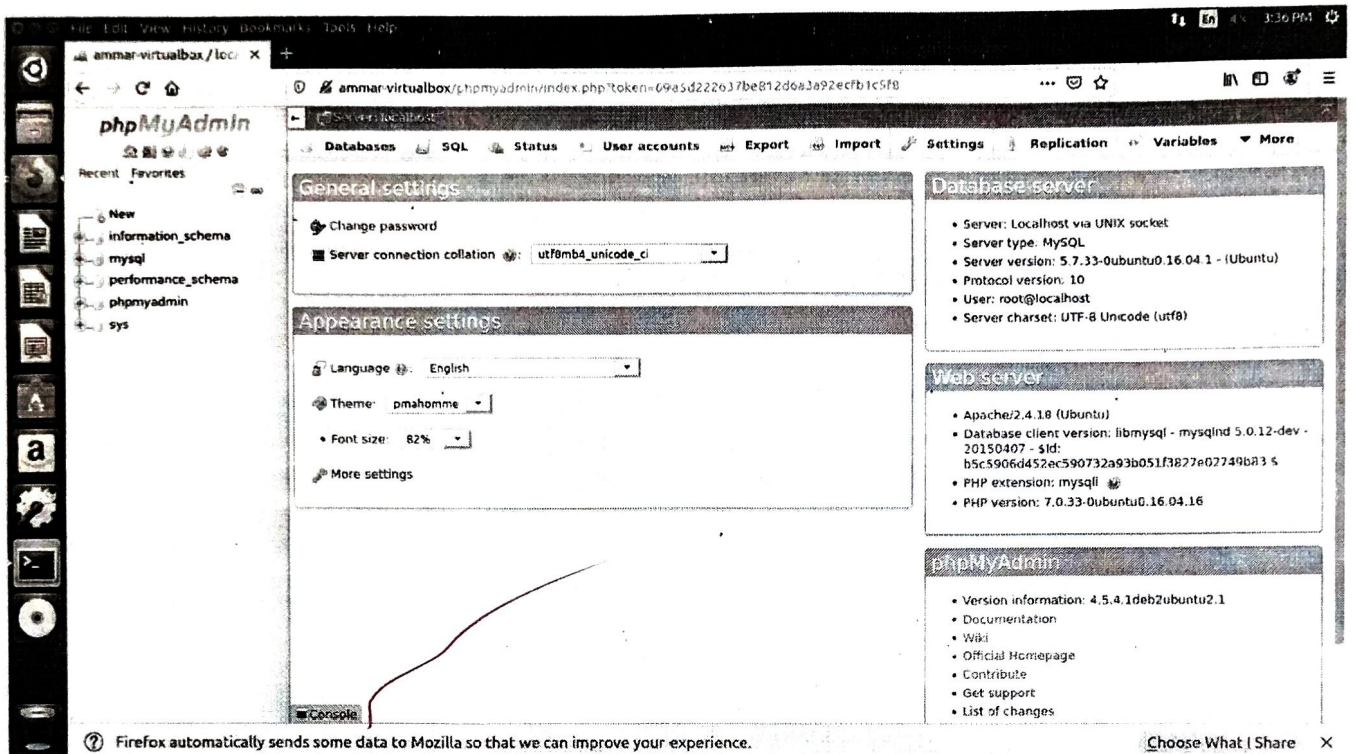 File Edit View History Bookmarks Tools Help
En 3:36 PM
ammar-virtualbox / loc
ammar-virtualbox/phpmyadmin/index.php?token=69a5d222637be812d6a3a92ecfb1c5f8
phpMyAdmin
Recent Favorites
New
information_schema
mysql
performance_schema
phpmyadmin
sys
Server: localhost
Databases SQL Status User accounts Export Import Settings Replication Variables More
General settings
Change password
Server connection collation : utf8mb4_unicode_ci
Appearance settings
Language : English
Theme: pmahomme
• Font size: 82%
More settings
Console
Database server
• Server: Localhost via UNIX socket
• Server type: MySQL
• Server version: 5.7.33-0ubuntu0.16.04.1 - (Ubuntu)
• Protocol version: 10
• User: root@localhost
• Server charset: UTF-8 Unicode (utf8)
Web server
• Apache/2.4.18 (Ubuntu)
• Database client version: libmysql - mysqlnd 5.0.12-dev -
20150407 - $Id:
b5c5906d452ec590732a93b051f3827e02749b83 $
• PHP extension: mysqli
• PHP version: 7.0.33-0ubuntu0.16.04.16
phpMyAdmin
• Version information: 4.5.4.1deb2ubuntu2.1
• Documentation
• Wiki
• Official Homepage
• Contribute
• Get support
• List of changes
Firefox automatically sends some data to Mozilla so that we can improve your experience.
Choose What I Share